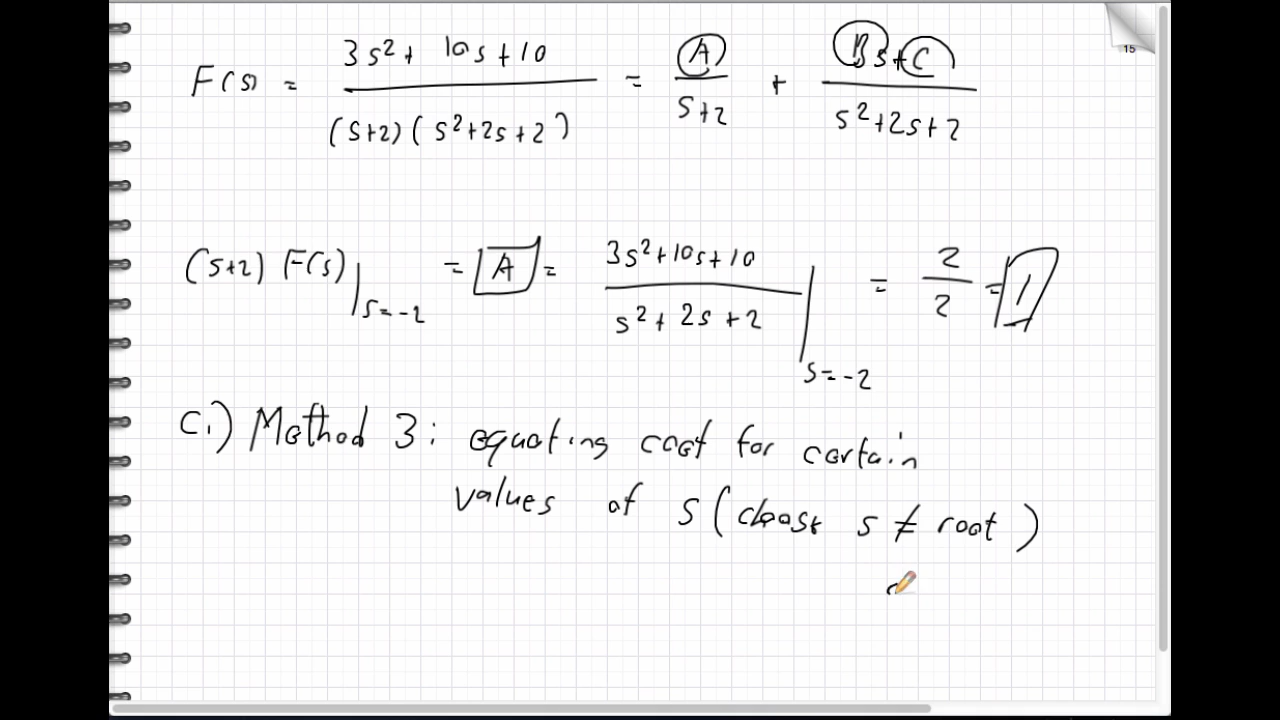 15
F(s) = (3s² + 10s + 10) / ((s+2)(s²+2s+2)) = A / (s+2) + (Bs+C) / (s²+2s+2)
(s+2) F(s) |s=-2 = A = (3s²+10s+10) / (s²+2s+2) |s=-2 = 2/2 = 1
C.) Method 3: equating coef for certain
values of s (choose s ≠ root)